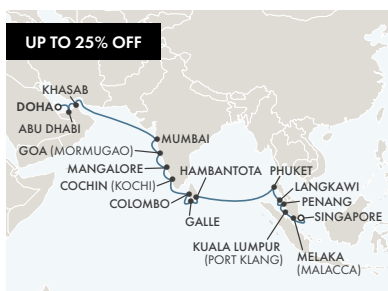 UP TO 25% OFF
KHASAB
DOHA
ABU DHABI
MUMBAI
GOA (MORMUGAO)
MANGALORE
HAMBANTOTA
PHUKET
COCHIN (KOCHI)
LANGKAWI
COLOMBO
PENANG
GALLE
SINGAPORE
KUALA LUMPUR
(PORT KLANG)
MELAKA
(MALACCA)